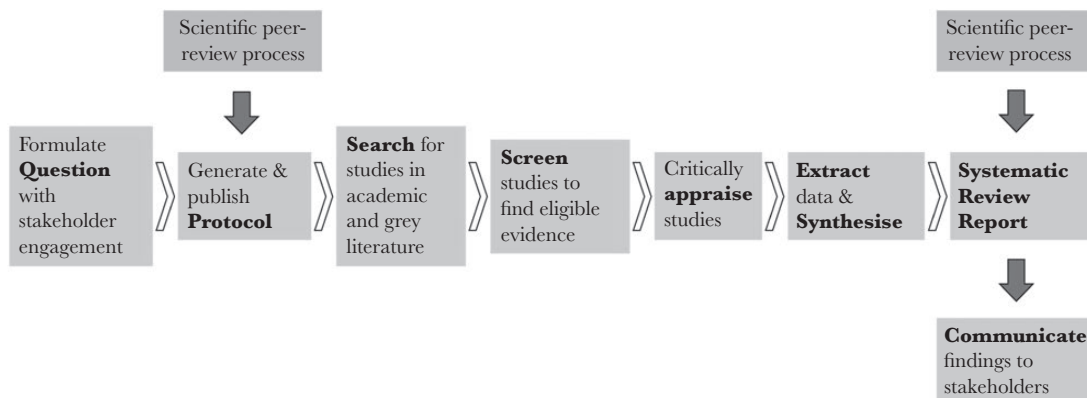 Scientific peer-
review process
Scientific peer-
review process
Formulate
Question
with
stakeholder
engagement
Generate &
publish
Protocol
Search for
studies in
academic
and grey
literature
Screen
studies to
find eligible
evidence
Critically
appraise
studies
Extract
data &
Synthesise
Systematic
Review
Report
Communicate
findings to
stakeholders